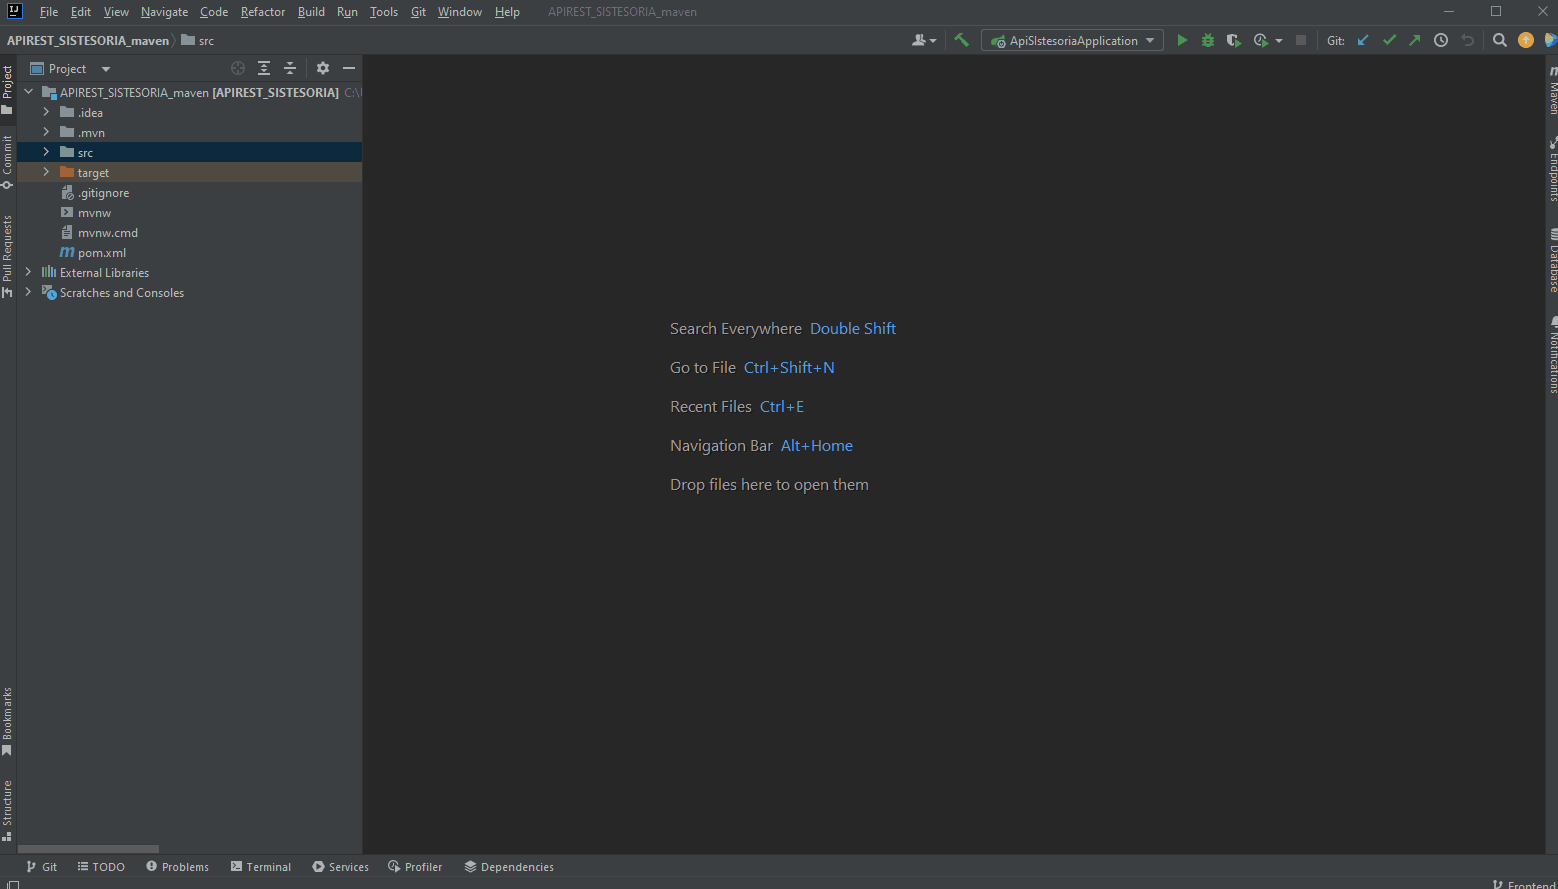 IJ File Edit View Navigate Code Refactor Build Run Tools Git Window Help APIREST_SISTESORIA_maven
APIREST_SISTESORIA_maven src
ApiSIstesoriaApplication
Git:
Project
Project
APIREST_SISTESORIA_maven [APIREST_SISTESORIA] C:\
.idea
.mvn
src
target
.gitignore
mvnw
mvnw.cmd
pom.xml
External Libraries
Scratches and Consoles
Commit
Pull Requests
Bookmarks
Structure
Search Everywhere Double Shift
Go to File Ctrl+Shift+N
Recent Files Ctrl+E
Navigation Bar Alt+Home
Drop files here to open them
m
Maven
Endpoints
Database
Notifications
Git TODO Problems Terminal Services Profiler Dependencies
Frontend